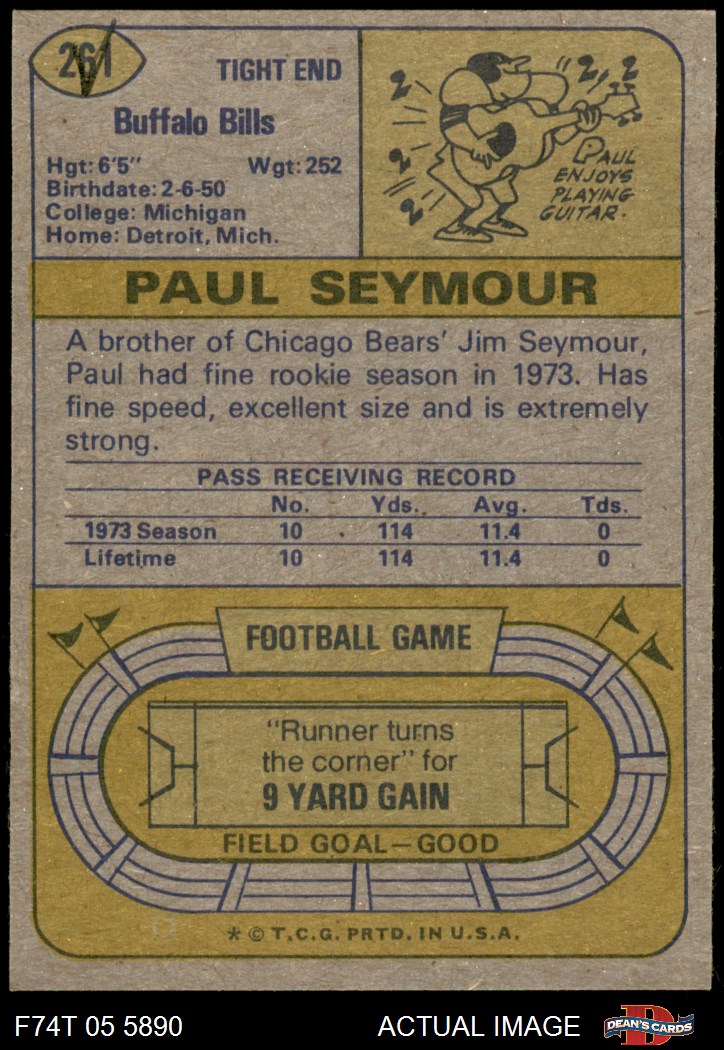 261
TIGHT END
Buffalo Bills
Hgt: 6'5" Wgt: 252
Birthdate: 2-6-50
College: Michigan
Home: Detroit, Mich.
PAUL
ENJOYS
PLAYING
GUITAR.
PAUL SEYMOUR
A brother of Chicago Bears' Jim Seymour,
Paul had fine rookie season in 1973. Has
fine speed, excellent size and is extremely
strong.
PASS RECEIVING RECORD
No. Yds. Avg. Tds.
1973 Season 10 114 11.4 0
Lifetime 10 114 11.4 0
FOOTBALL GAME
"Runner turns
the corner" for
9 YARD GAIN
FIELD GOAL—GOOD
* © T.C.G. PRTD. IN U.S.A.
F74T 05 5890 ACTUAL IMAGE D DEAN'S CARDS